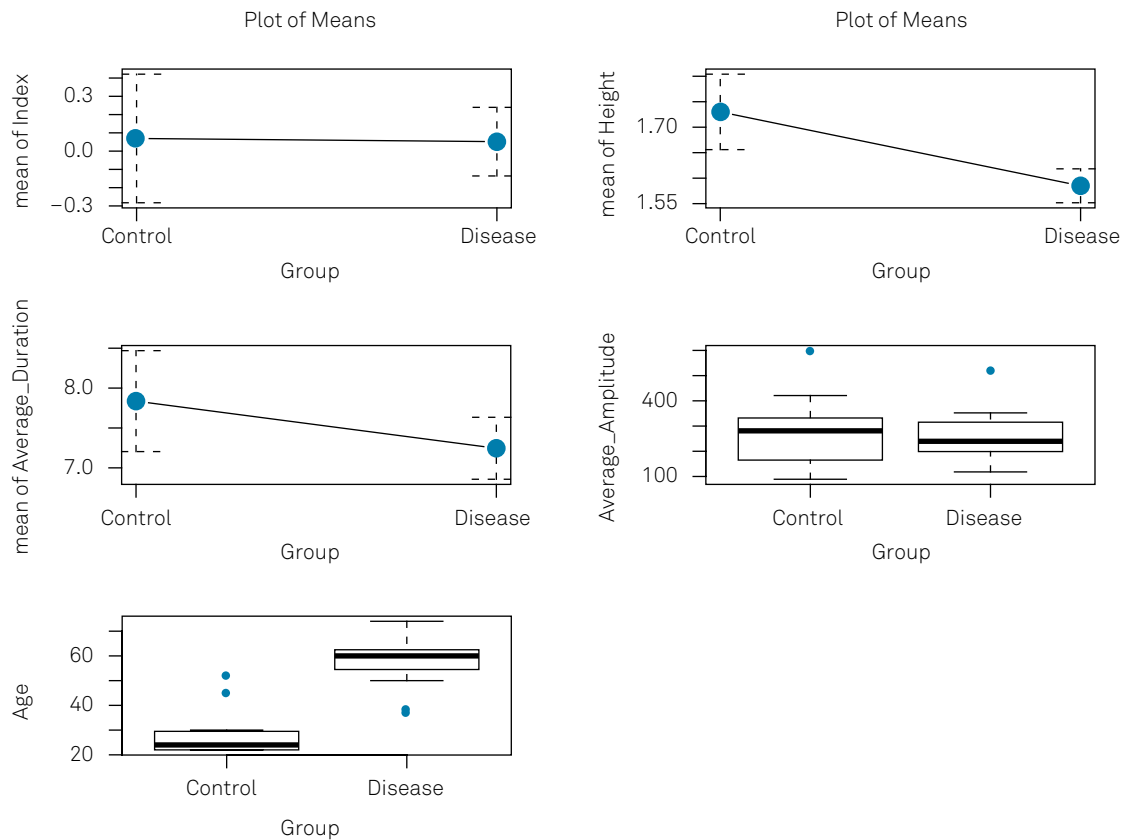 Plot of Means
mean of Index
0.3
0.0
−0.3
Control
Disease
Group
Plot of Means
mean of Height
1.70
1.55
Control
Disease
Group
mean of Average_Duration
8.0
7.0
Control
Disease
Group
Average_Amplitude
400
100
Control
Disease
Group
Age
60
40
20
Control
Disease
Group